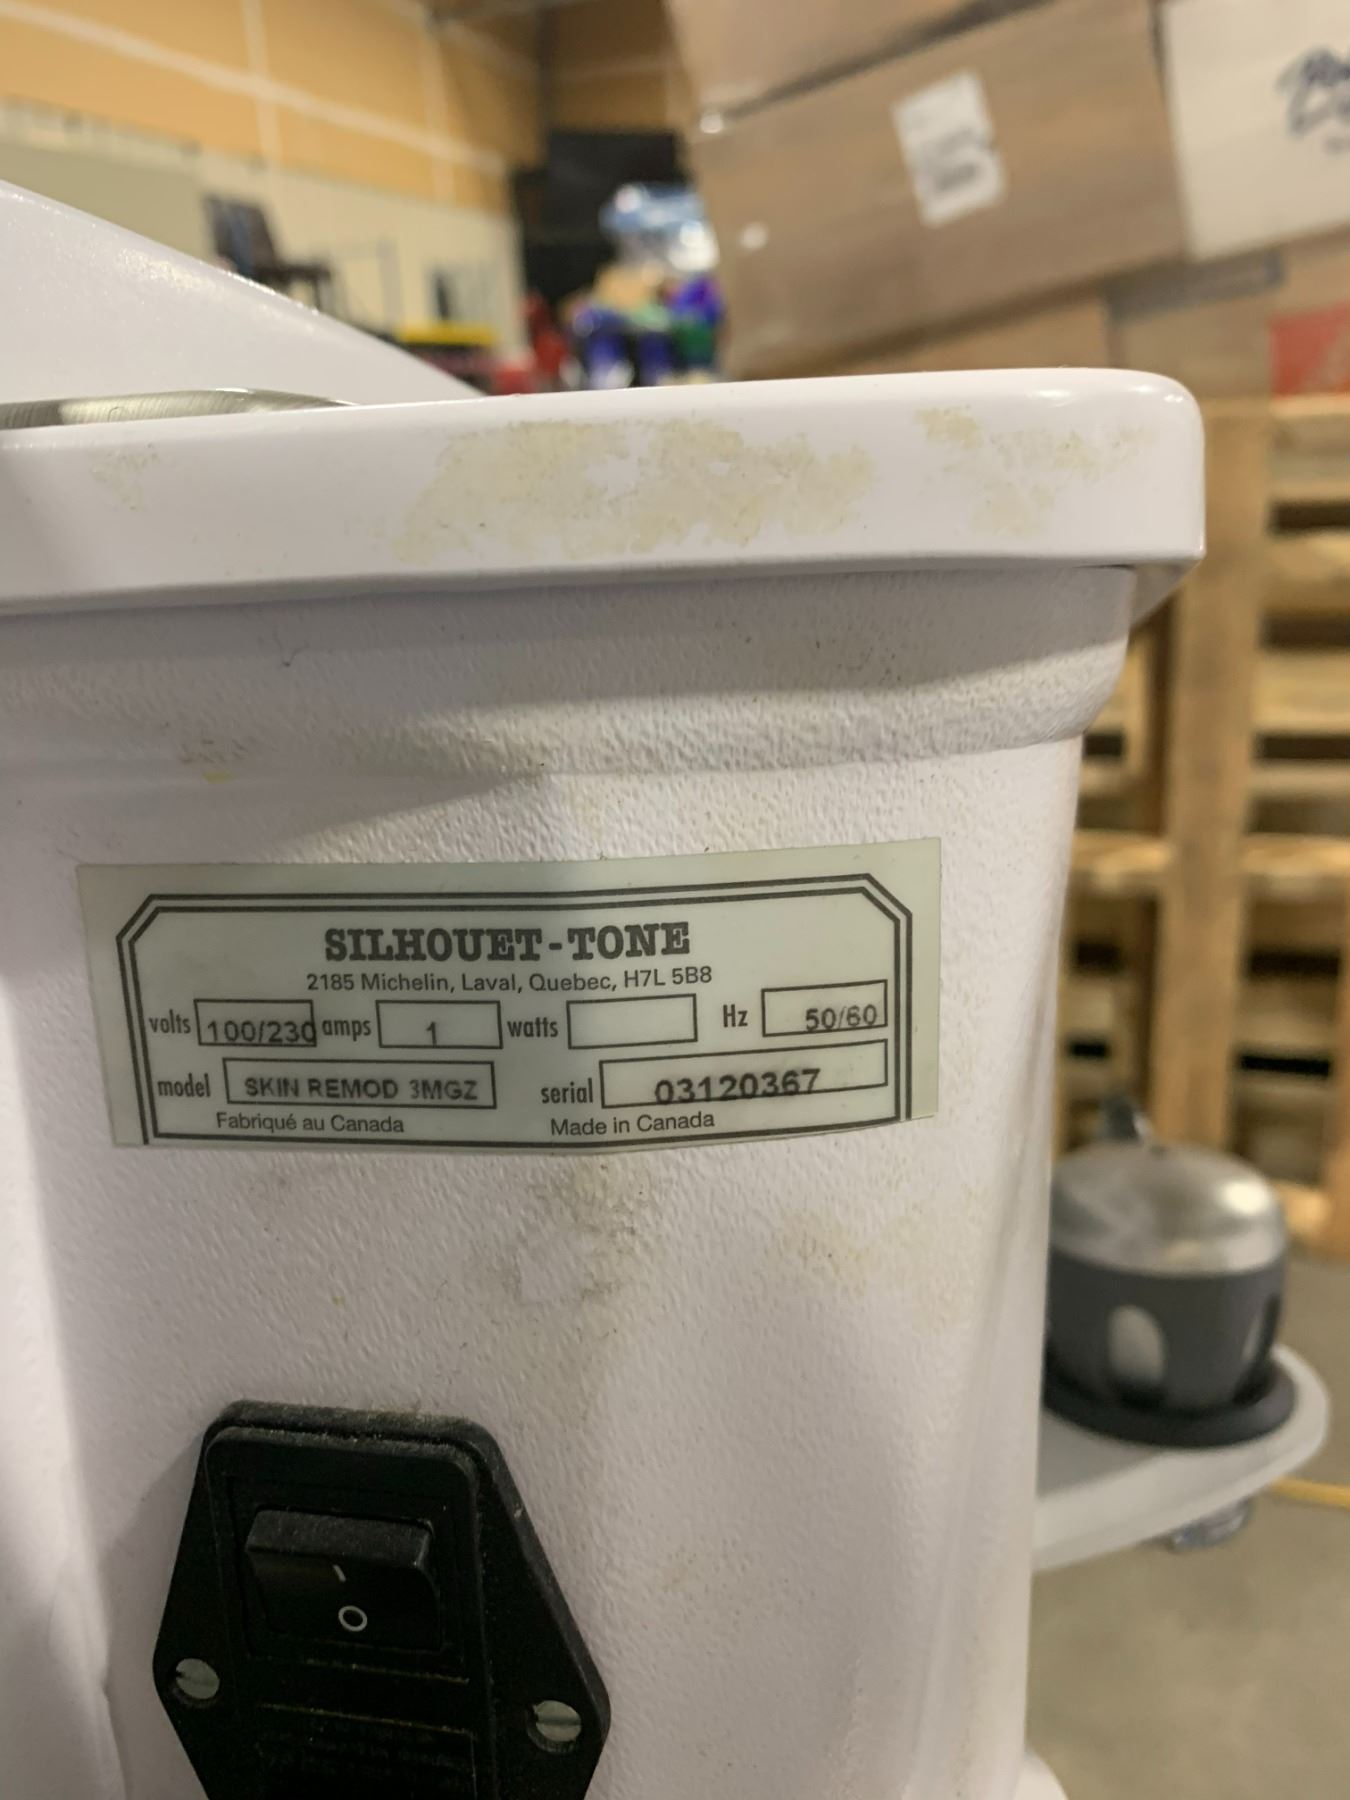 SILHOUET-TONE
2185 Michelin, Laval, Quebec, H7L 5B8
volts 100/230 amps 1 watts Hz 50/60
model SKIN REMOD 3MGZ serial 03120367
Fabriqué au Canada Made in Canada